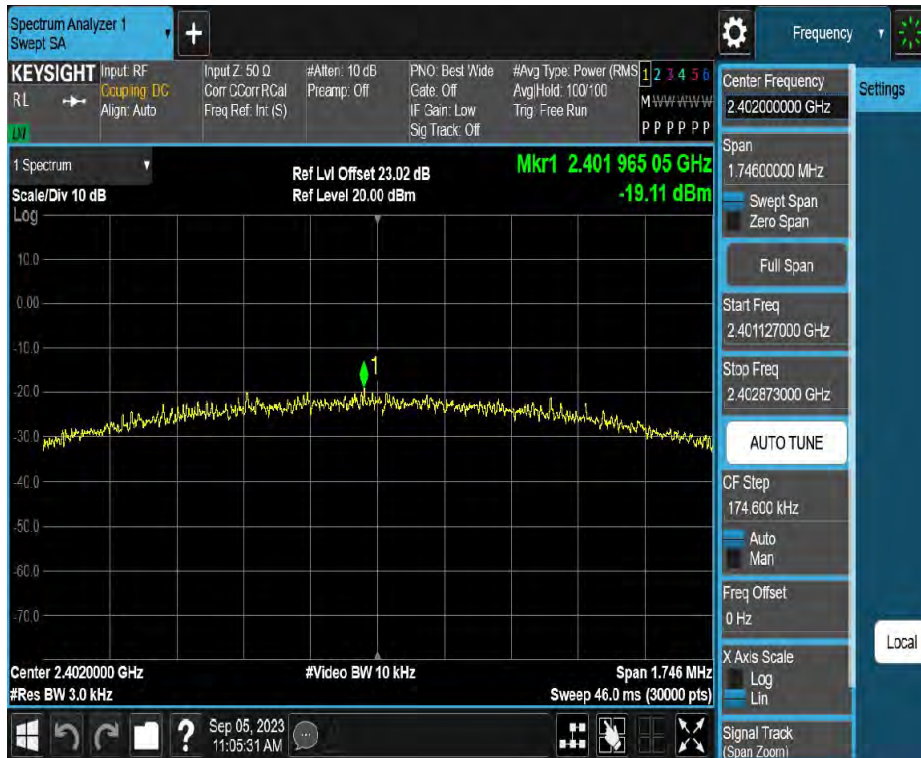 Spectrum Analyzer 1
Swept SA
+
Frequency
KEYSIGHT
RL
Input: RF
Coupling: DC
Align: Auto
Input Z: 50 Ω
Corr CCorr RCal
Freq Ref: Int (S)
#Atten: 10 dB
Preamp: Off
PNO: Best Wide
Gate: Off
IF Gain: Low
Sig Track: Off
#Avg Type: Power (RMS
Avg|Hold: 100/100
Trig: Free Run
1 2 3 4 5 6
M W W W W W
P P P P P P
1 Spectrum
Scale/Div 10 dB
Log
Ref Lvl Offset 23.02 dB
Ref Level 20.00 dBm
Mkr1 2.401 965 05 GHz
-19.11 dBm
10.0
0.00
-10.0
-20.0
-30.0
-40.0
-50.0
-60.0
-70.0
1
Center 2.4020000 GHz
#Res BW 3.0 kHz
#Video BW 10 kHz
Span 1.746 MHz
Sweep 46.0 ms (30000 pts)
?
Sep 05, 2023
11:05:31 AM
Center Frequency
2.402000000 GHz
Span
1.74600000 MHz
Swept Span
Zero Span
Full Span
Start Freq
2.401127000 GHz
Stop Freq
2.402873000 GHz
AUTO TUNE
CF Step
174.600 kHz
Auto
Man
Freq Offset
0 Hz
X Axis Scale
Log
Lin
Signal Track
(Span Zoom)
Settings
Local